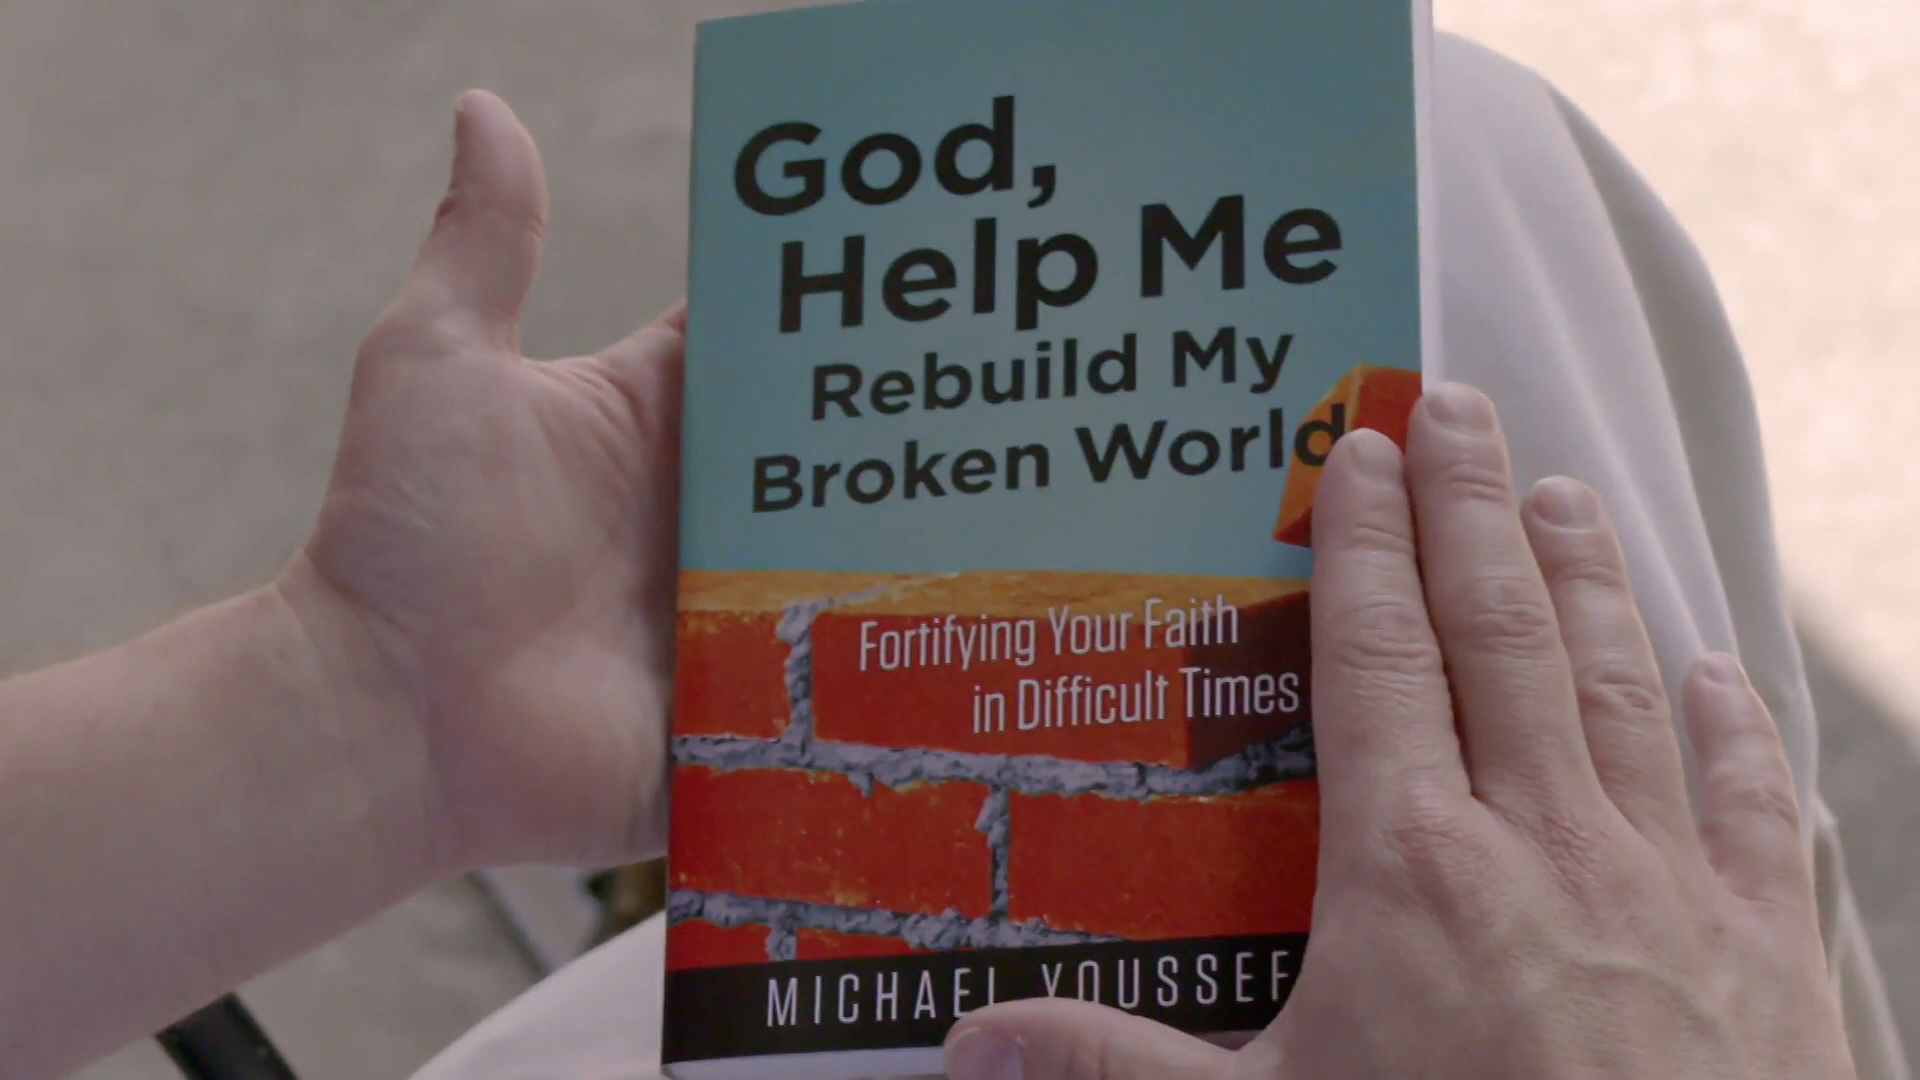 God,
Help Me
Rebuild My
Broken World
Fortifying Your Faith
in Difficult Times
MICHAEL YOUSSEF